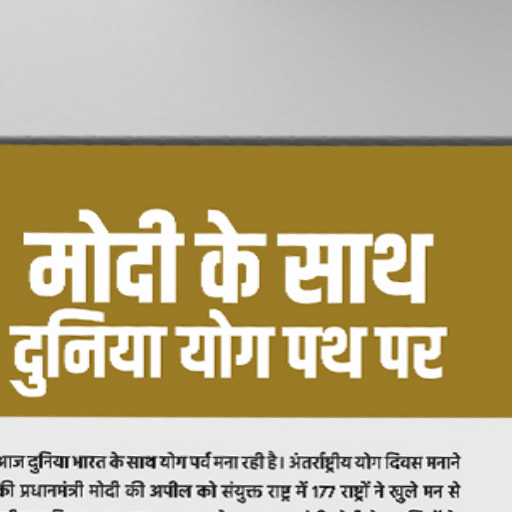 मोदी के साथ
दुनिया योग पथ पर
आज दुनिया भारत के साथ योग पर्व मना रही है। अंतर्राष्ट्रीय योग दिवस मनाने
की प्रधानमंत्री मोदी की अपील को संयुक्त राष्ट्र में 177 राष्ट्रों ने खुले मन से